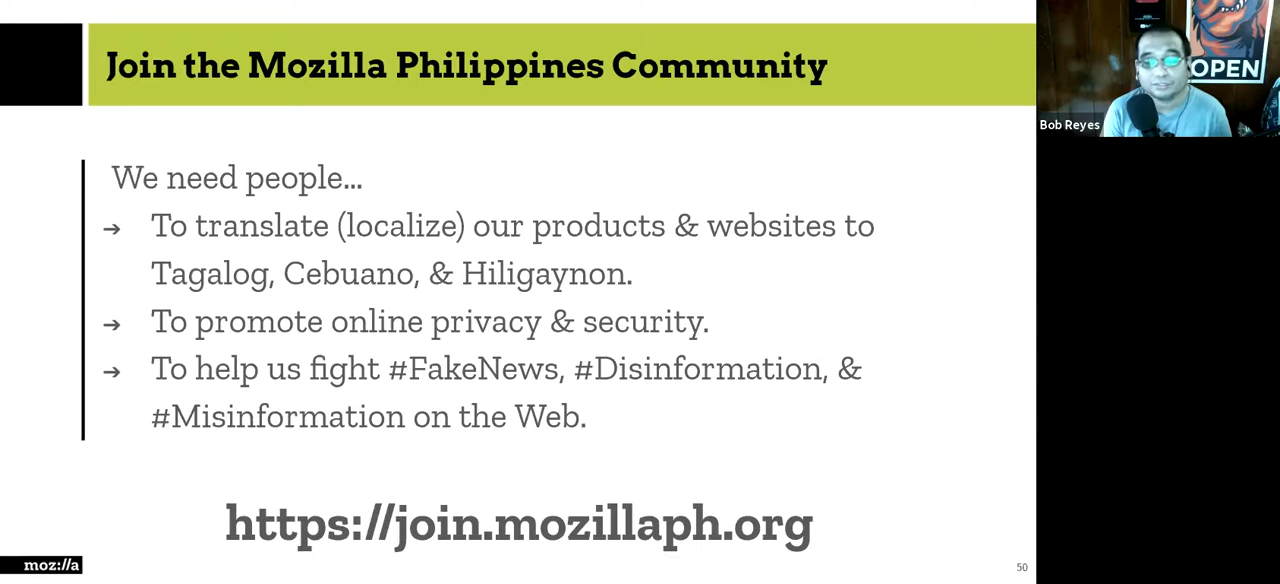 Join the Mozilla Philippines Community
We need people...
➔ To translate (localize) our products & websites to
Tagalog, Cebuano, & Hiligaynon.
➔ To promote online privacy & security.
➔ To help us fight #FakeNews, #Disinformation, &
#Misinformation on the Web.
https://join.mozillaph.org
moz://a
50
OPEN
Bob Reyes